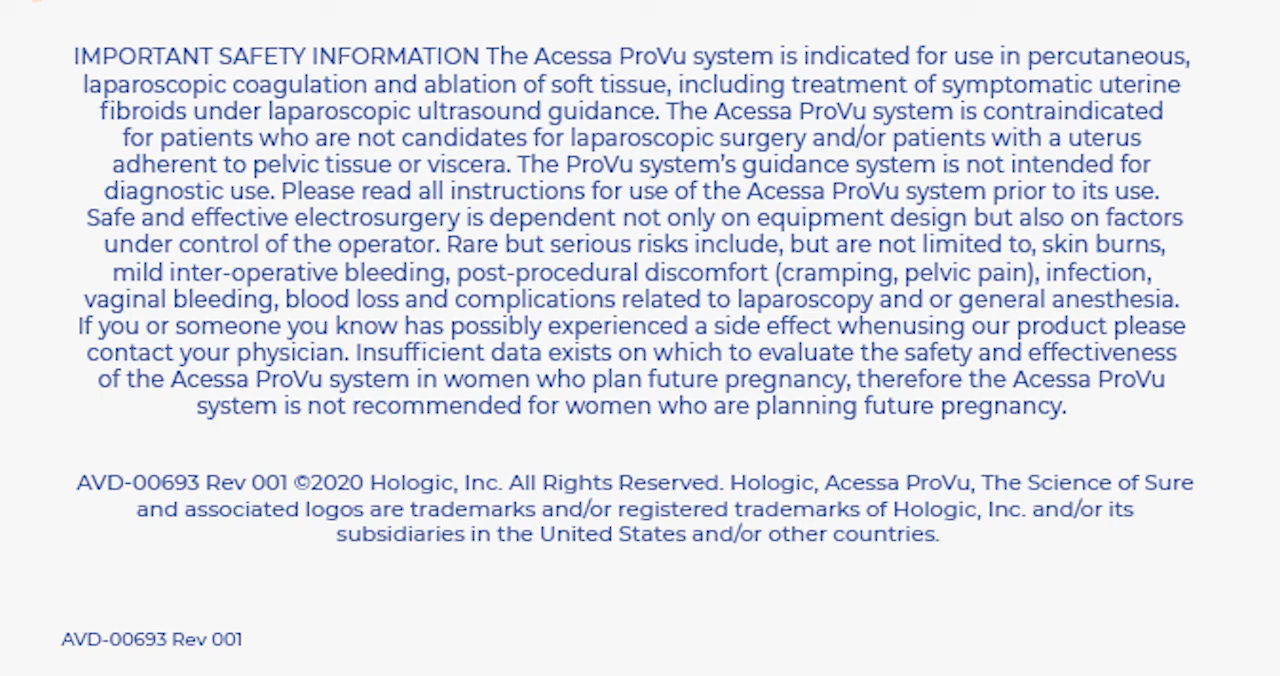 IMPORTANT SAFETY INFORMATION The Acessa ProVu system is indicated for use in percutaneous,
laparoscopic coagulation and ablation of soft tissue, including treatment of symptomatic uterine
fibroids under laparoscopic ultrasound guidance. The Acessa ProVu system is contraindicated
for patients who are not candidates for laparoscopic surgery and/or patients with a uterus
adherent to pelvic tissue or viscera. The ProVu system's guidance system is not intended for
diagnostic use. Please read all instructions for use of the Acessa ProVu system prior to its use.
Safe and effective electrosurgery is dependent not only on equipment design but also on factors
under control of the operator. Rare but serious risks include, but are not limited to, skin burns,
mild inter-operative bleeding, post-procedural discomfort (cramping, pelvic pain), infection,
vaginal bleeding, blood loss and complications related to laparoscopy and or general anesthesia.
If you or someone you know has possibly experienced a side effect whenusing our product please
contact your physician. Insufficient data exists on which to evaluate the safety and effectiveness
of the Acessa ProVu system in women who plan future pregnancy, therefore the Acessa ProVu
system is not recommended for women who are planning future pregnancy.
AVD-00693 Rev 001 ©2020 Hologic, Inc. All Rights Reserved. Hologic, Acessa ProVu, The Science of Sure
and associated logos are trademarks and/or registered trademarks of Hologic, Inc. and/or its
subsidiaries in the United States and/or other countries.
AVD-00693 Rev 001